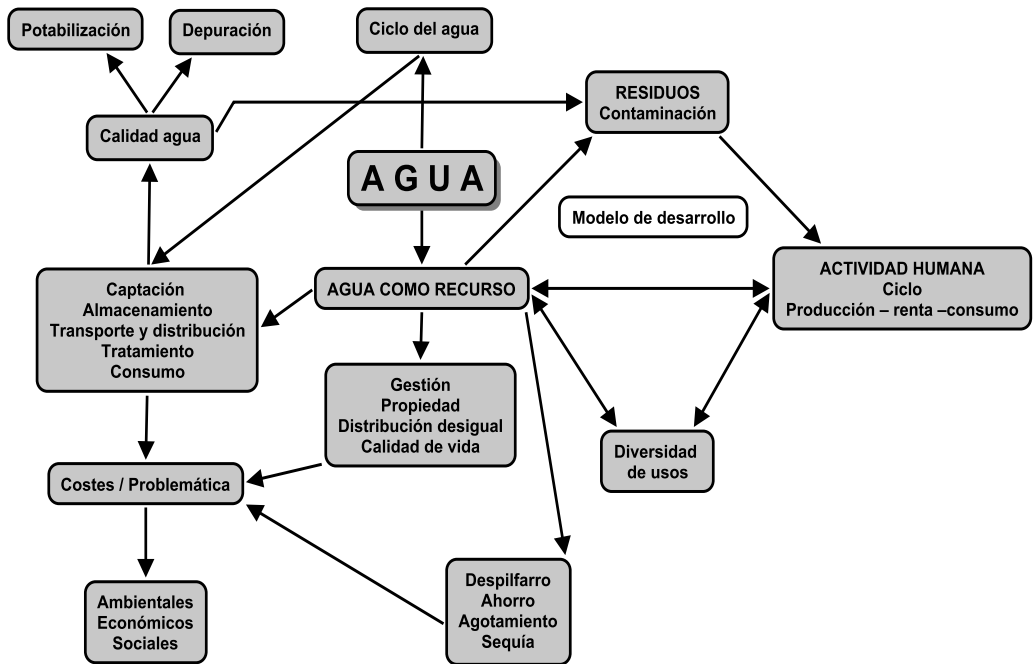 Potabilización
Depuración
Ciclo del agua
RESIDUOS
Contaminación
Calidad agua
AGUA
Modelo de desarrollo
Captación
Almacenamiento
Transporte y distribución
Tratamiento
Consumo
AGUA COMO RECURSO
ACTIVIDAD HUMANA
Ciclo
Producción – renta –consumo
Gestión
Propiedad
Distribución desigual
Calidad de vida
Diversidad
de usos
Costes / Problemática
Despilfarro
Ahorro
Agotamiento
Sequía
Ambientales
Económicos
Sociales